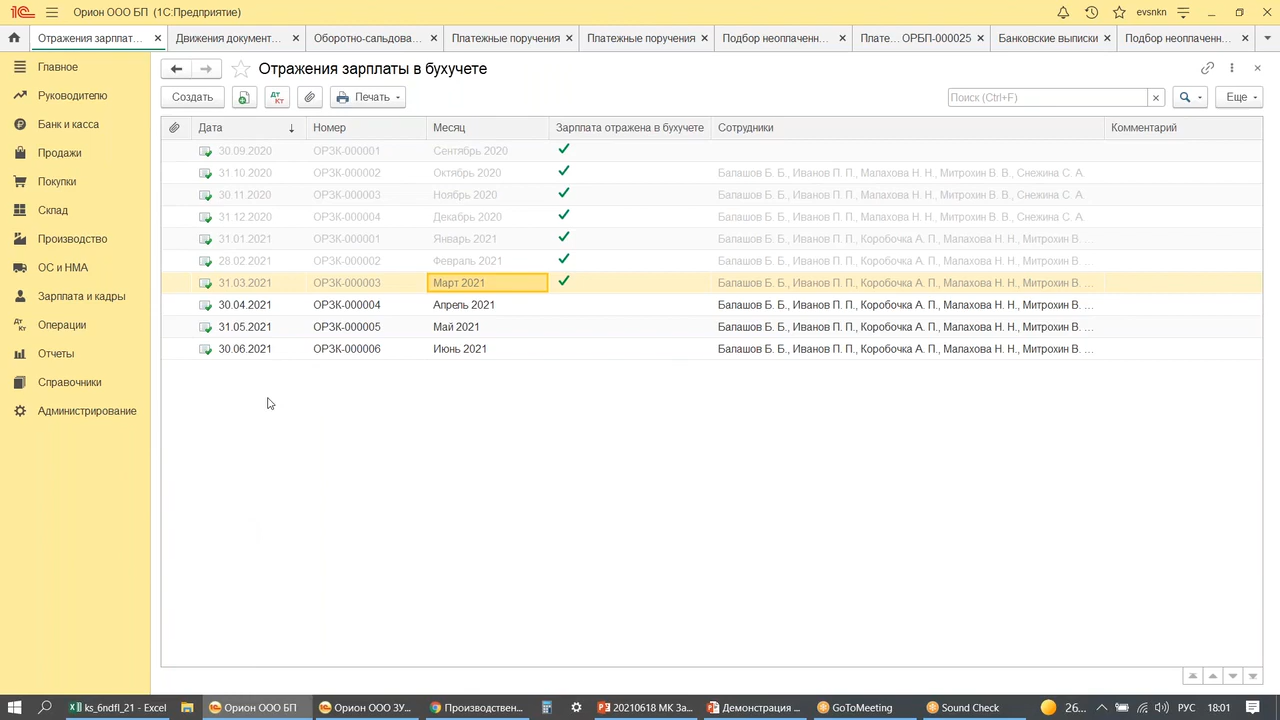 Орион ООО БП (1С:Предприятие)
evsnkn
Отражения зарплат...
Движения документ...
Оборотно-сальдова...
Платежные поручения
Платежные поручения
Подбор неоплаченн...
Плате... ОРБП-000025
Банковские выписки
Подбор неоплаченн...
Главное
Руководителю
Банк и касса
Продажи
Покупки
Склад
Производство
ОС и НМА
Зарплата и кадры
Операции
Отчеты
Справочники
Администрирование
Отражения зарплаты в бухучете
Создать
Дт Кт
Печать
Поиск (Ctrl+F)
Еще
Дата Номер Месяц Зарплата отражена в бухучете Сотрудники Комментарий
30.09.2020 ОРЗК-000001 Сентябрь 2020
31.10.2020 ОРЗК-000002 Октябрь 2020 Балашов Б. Б., Иванов П. П., Малахова Н. Н., Митрохин В. В., Снежина С. А.
30.11.2020 ОРЗК-000003 Ноябрь 2020 Балашов Б. Б., Иванов П. П., Малахова Н. Н., Митрохин В. В., Снежина С. А.
31.12.2020 ОРЗК-000004 Декабрь 2020 Балашов Б. Б., Иванов П. П., Малахова Н. Н., Митрохин В. В., Снежина С. А.
31.01.2021 ОРЗК-000001 Январь 2021 Балашов Б. Б., Иванов П. П., Коробочка А. П., Малахова Н. Н., Митрохин В. ...
28.02.2021 ОРЗК-000002 Февраль 2021 Балашов Б. Б., Иванов П. П., Коробочка А. П., Малахова Н. Н., Митрохин В. ...
31.03.2021 ОРЗК-000003 Март 2021 Балашов Б. Б., Иванов П. П., Коробочка А. П., Малахова Н. Н., Митрохин В. ...
30.04.2021 ОРЗК-000004 Апрель 2021 Балашов Б. Б., Иванов П. П., Коробочка А. П., Малахова Н. Н., Митрохин В. ...
31.05.2021 ОРЗК-000005 Май 2021 Балашов Б. Б., Иванов П. П., Коробочка А. П., Малахова Н. Н., Митрохин В. ...
30.06.2021 ОРЗК-000006 Июнь 2021 Балашов Б. Б., Иванов П. П., Коробочка А. П., Малахова Н. Н., Митрохин В. ...
ks_6ndfl_21 - Excel
Орион ООО БП
Орион ООО ЗУ...
Производствен...
20210618 МК За...
Демонстрация ...
GoToMeeting
Sound Check
26...
РУС
18:01